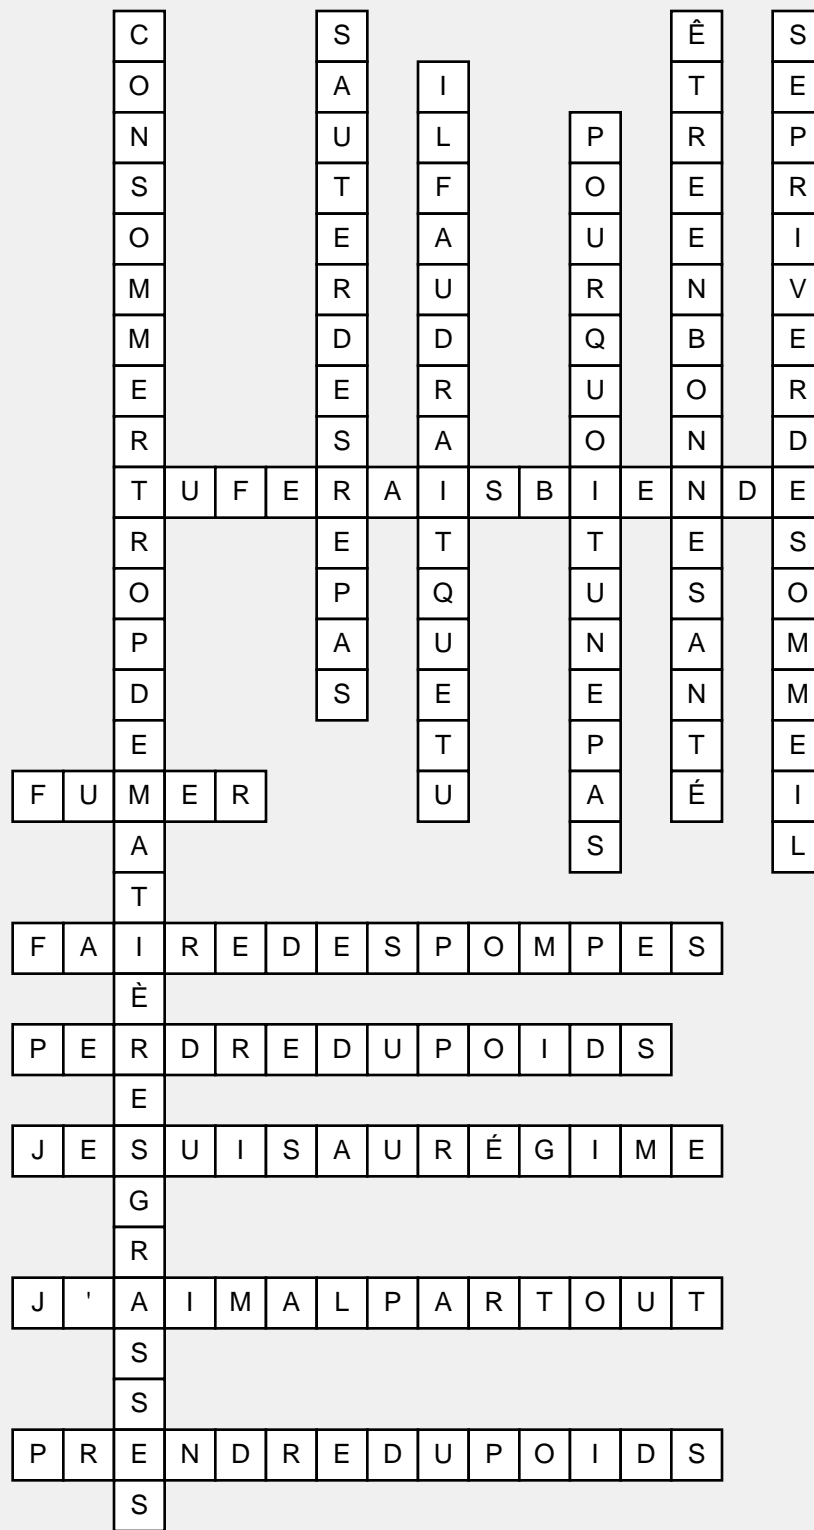 CONSOMMERTROPDEMATIÈRESGRASSES
SAUTERDESREPAS
ILFAUDRAITQUETU
POURQUOITUNEPAS
ÊTREENBONNESANTÉ
SEPRIVERDESOMMEIL
TUFERAISBIENDE
FUMER
FAIREDESPOMPES
PERDREDUPOIDS
JESUISAURÉGIME
J'AIMALPARTOUT
PRENDREDUPOIDS